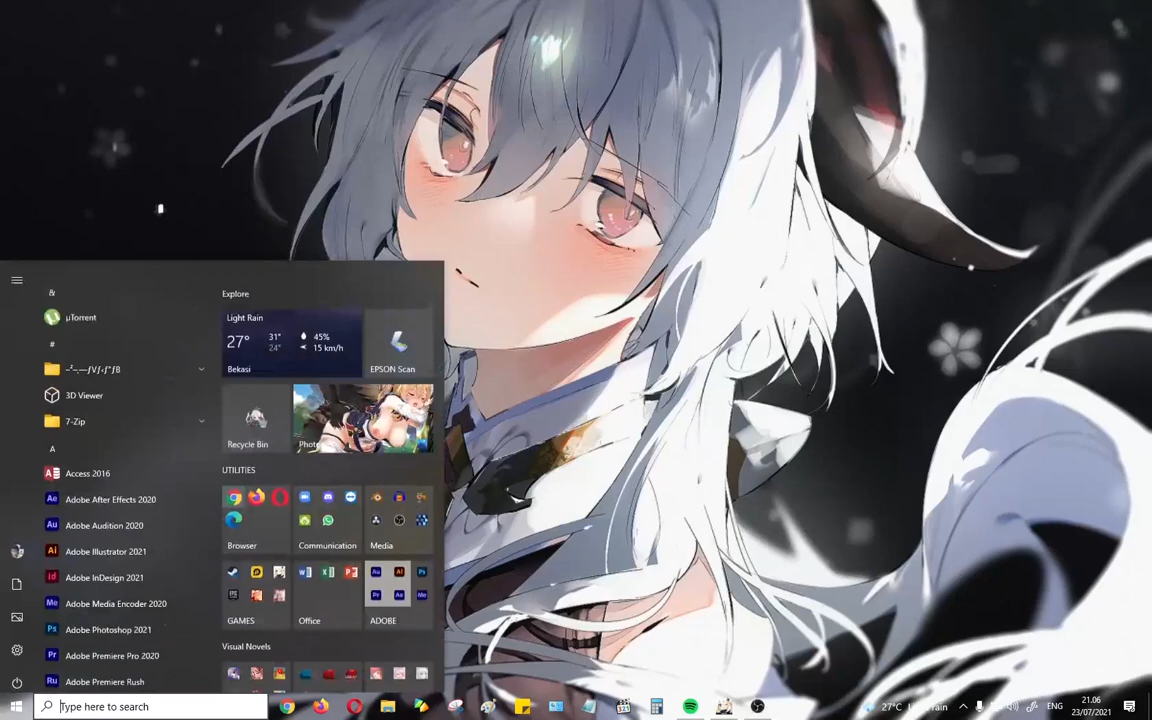 &
µTorrent
#
3D Viewer
7-Zip
A
Access 2016
Adobe After Effects 2020
Adobe Audition 2020
Adobe Illustrator 2021
Adobe InDesign 2021
Adobe Media Encoder 2020
Adobe Photoshop 2021
Adobe Premiere Pro 2020
Adobe Premiere Rush
Explore
Light Rain
27°
31°
24°
45%
15 km/h
Bekasi
EPSON Scan
Recycle Bin
UTILITIES
Browser
Communication
Media
GAMES
Office
ADOBE
Visual Novels
Type here to search
27°C
ENG
21.06
23/07/2021